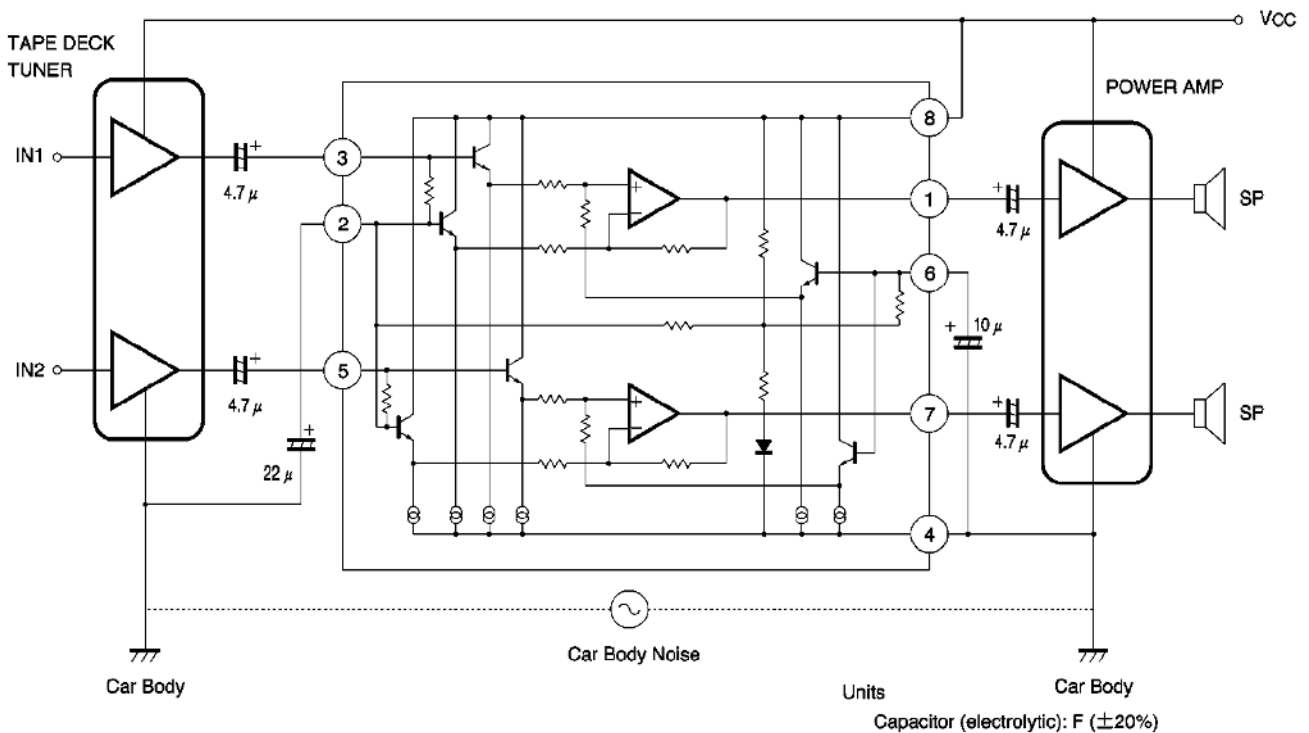 VCC
TAPE DECK
TUNER
POWER AMP
8
IN1
+
3
+
1
+
SP
4.7 μ
4.7 μ
2
−
6
+
10 μ
IN2
+
5
4.7 μ
+
7
+
SP
4.7 μ
−
+
22 μ
4
Car Body Noise
Car Body
Car Body
Units
Capacitor (electrolytic): F (±20%)